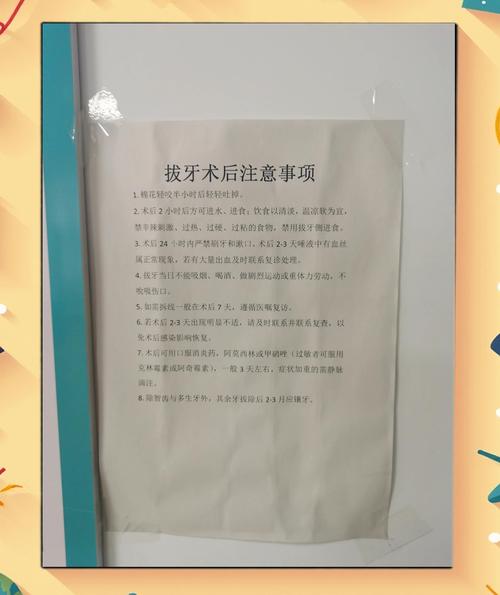 拔牙术后注意事项
1. 棉花轻咬半小时后轻轻吐掉。
2. 术后 2 小时后方可进水、进食；饮食以清淡，温凉软为宜，
禁辛辣刺激、过热、过硬、过粘的食物，禁用拔牙侧进食。
3. 术后 24 小时内严禁刷牙和漱口。术后 2-3 天唾液中有血丝
属正常现象，若有大量出血及时联系复诊处理。
4. 拔牙当日不能吸烟、喝酒、做剧烈运动或重体力劳动，不
吮吸伤口。
5. 如需拆线一般在术后 7 天，遵循医嘱复访。
6. 若术后 2-3 天出现明显不适，请及时联系并联系复查，以
免术后感染影响恢复。
7. 术后可用口服消炎药，阿莫西林或甲硝唑（过敏者可服用
克林霉素或阿奇霉素），一般 3 天左右，症状加重的需静脉
滴注。
8. 除智齿与多生牙外，其余牙拔除后 2-3 月应镶牙。